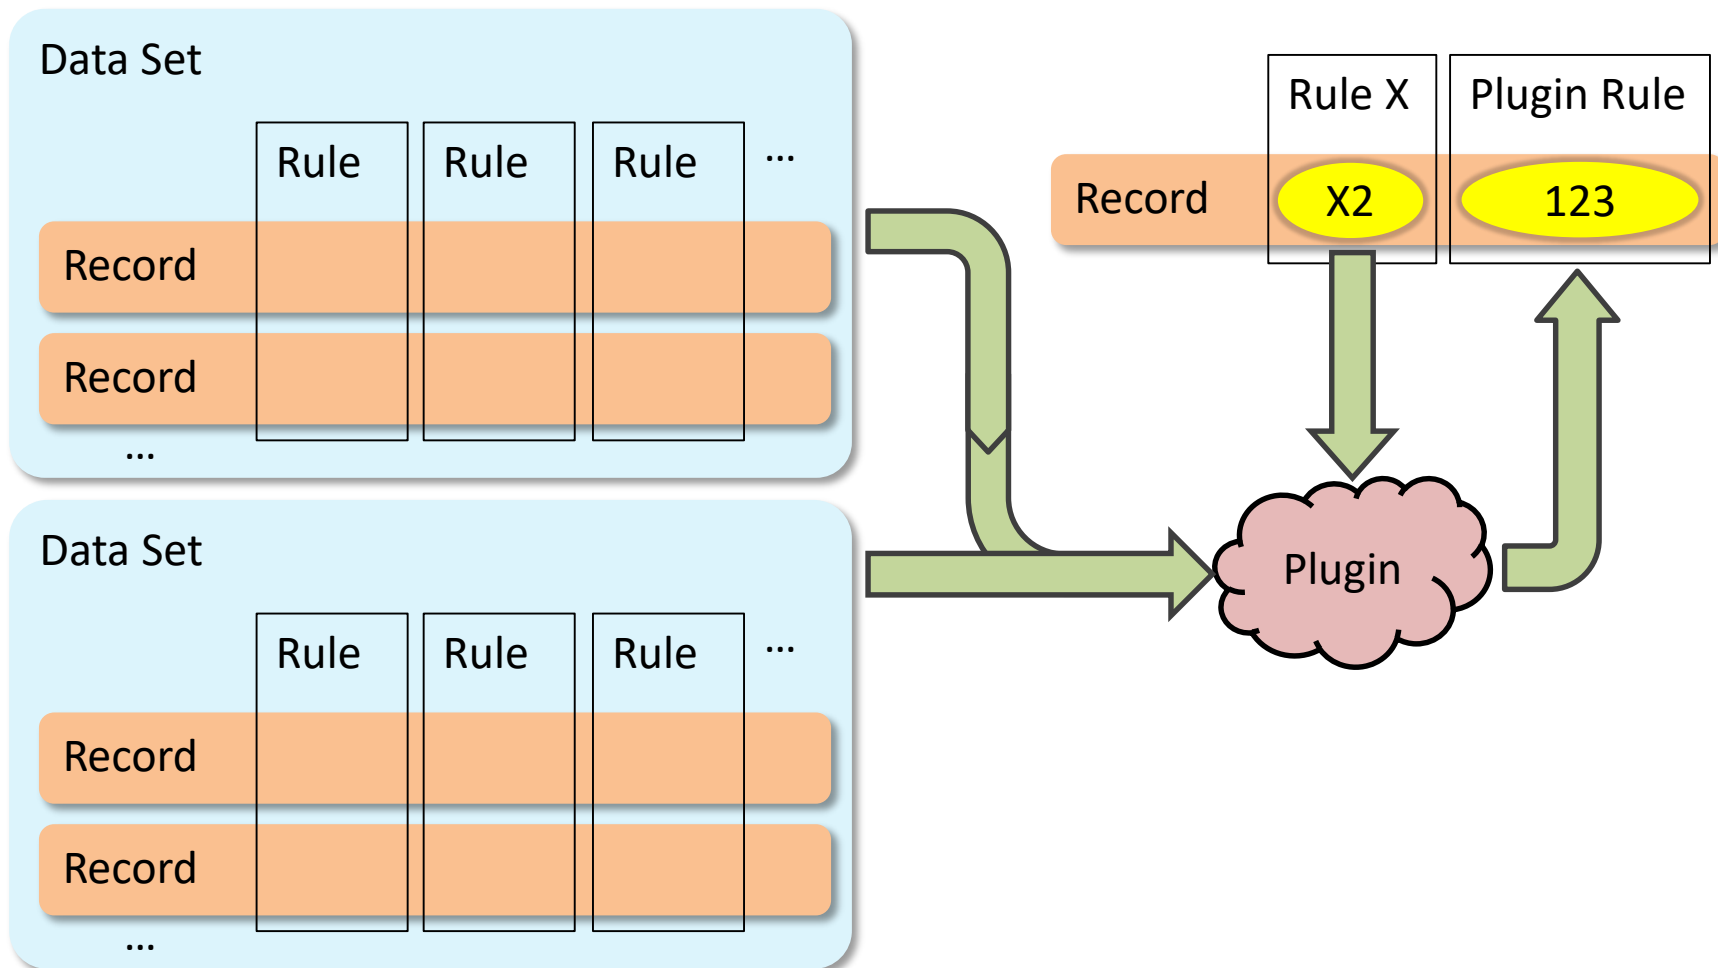 Data Set
Rule Rule Rule ...
Record
Record
...
Data Set
Rule Rule Rule ...
Record
Record
...
Rule X Plugin Rule
Record X2 123
Plugin